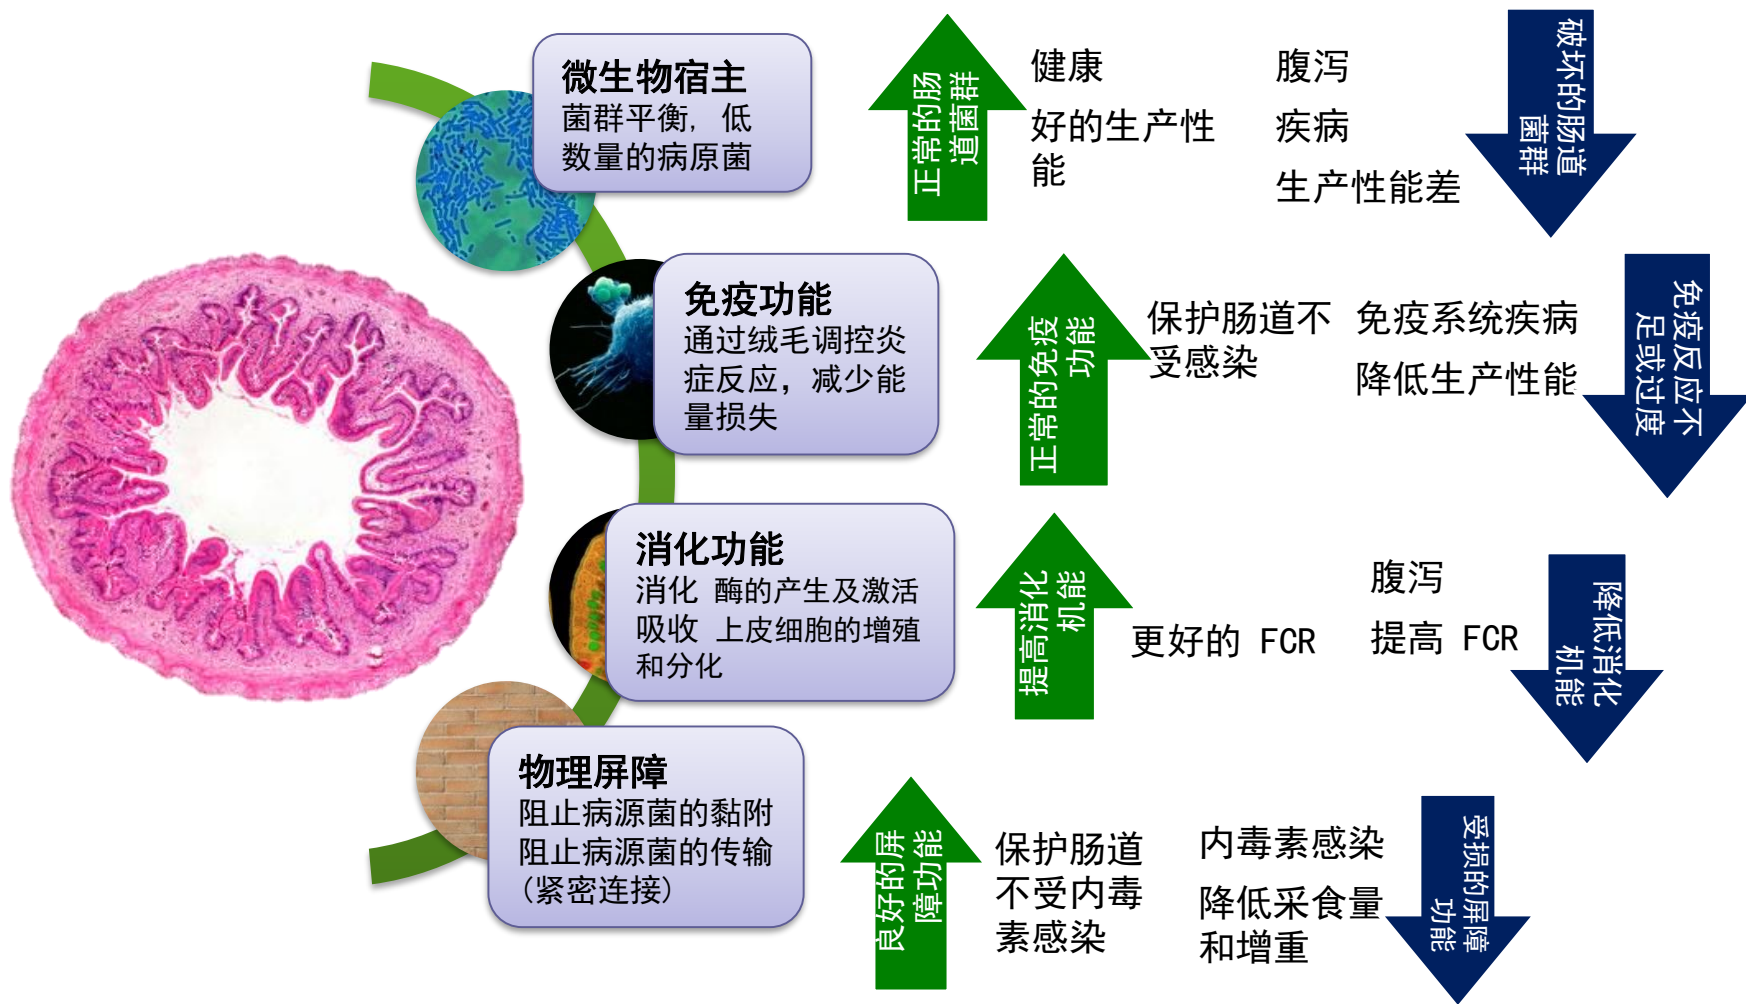 微生物宿主
菌群平衡, 低
数量的病原菌
正常的肠
道菌群
健康
好的生产性
能
腹泻
疾病
生产性能差
破坏的肠道
菌群
免疫功能
通过绒毛调控炎
症反应，减少能
量损失
正常的免疫
功能
保护肠道不
受感染
免疫系统疾病
降低生产性能
免疫反应不
足或过度
消化功能
消化 酶的产生及激活
吸收 上皮细胞的增殖
和分化
提高消化
机能
更好的 FCR
腹泻
提高 FCR
降低消化
机能
物理屏障
阻止病源菌的黏附
阻止病源菌的传输
(紧密连接)
良好的屏
障功能
保护肠道
不受内毒
素感染
内毒素感染
降低采食量
和增重
受损的屏障
功能